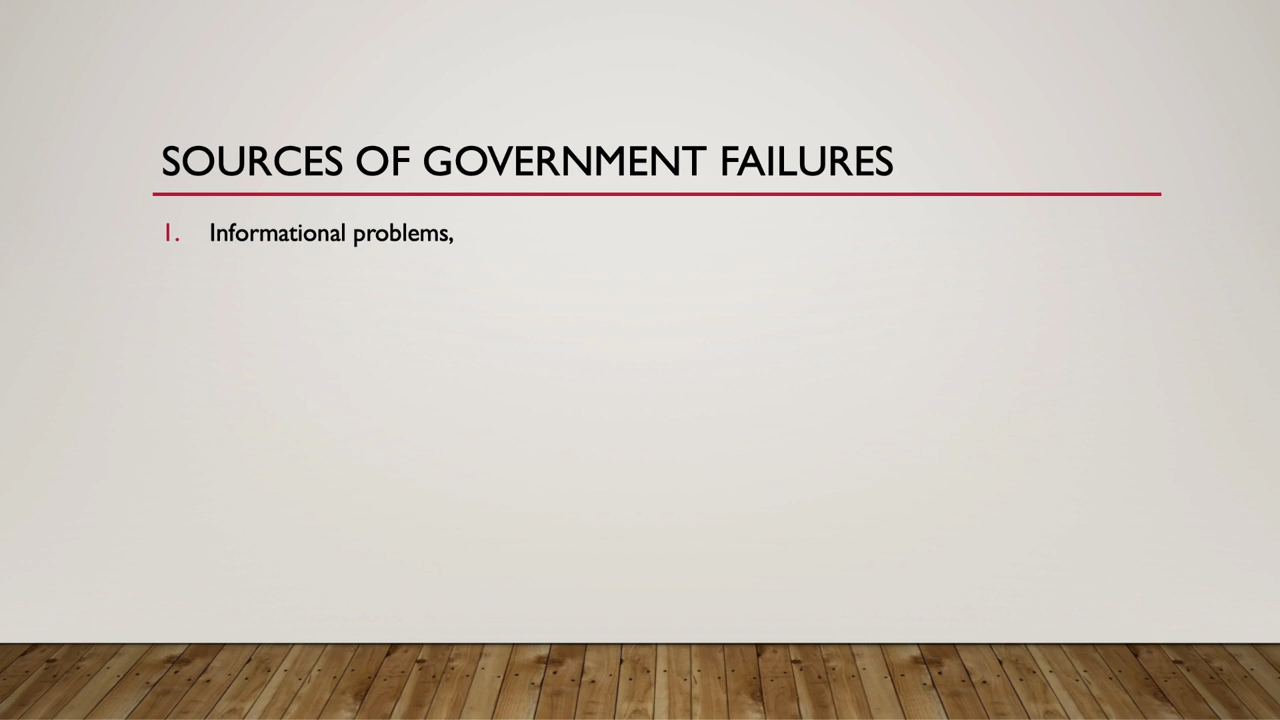 SOURCES OF GOVERNMENT FAILURES
1. Informational problems,